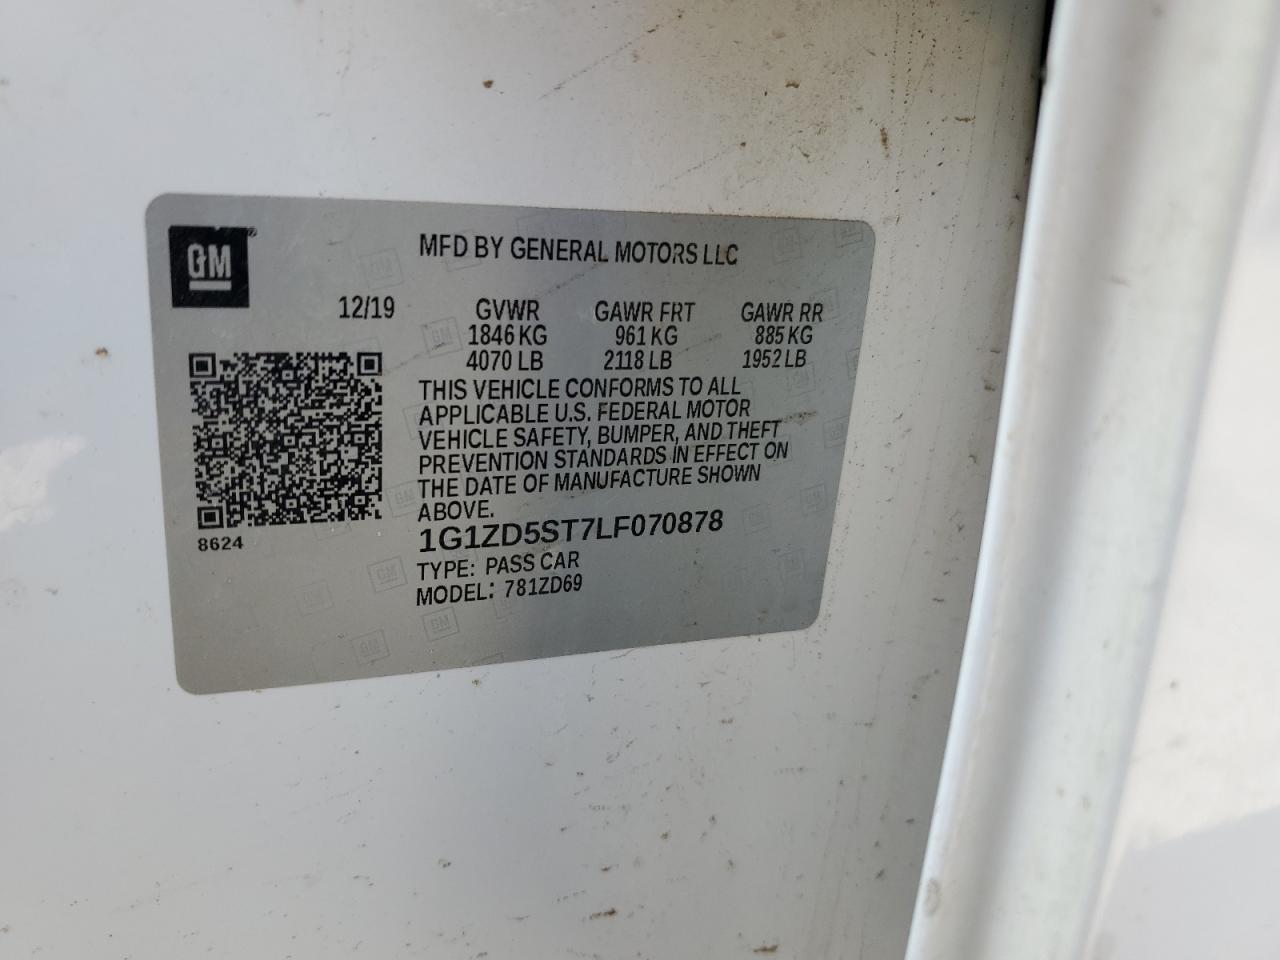 GM
MFD BY GENERAL MOTORS LLC
12/19 GVWR GAWR FRT GAWR RR
1846 KG 961 KG 885 KG
4070 LB 2118 LB 1952 LB
THIS VEHICLE CONFORMS TO ALL
APPLICABLE U.S. FEDERAL MOTOR
VEHICLE SAFETY, BUMPER, AND THEFT
PREVENTION STANDARDS IN EFFECT ON
THE DATE OF MANUFACTURE SHOWN
ABOVE.
8624
1G1ZD5ST7LF070878
TYPE: PASS CAR
MODEL: 781ZD69